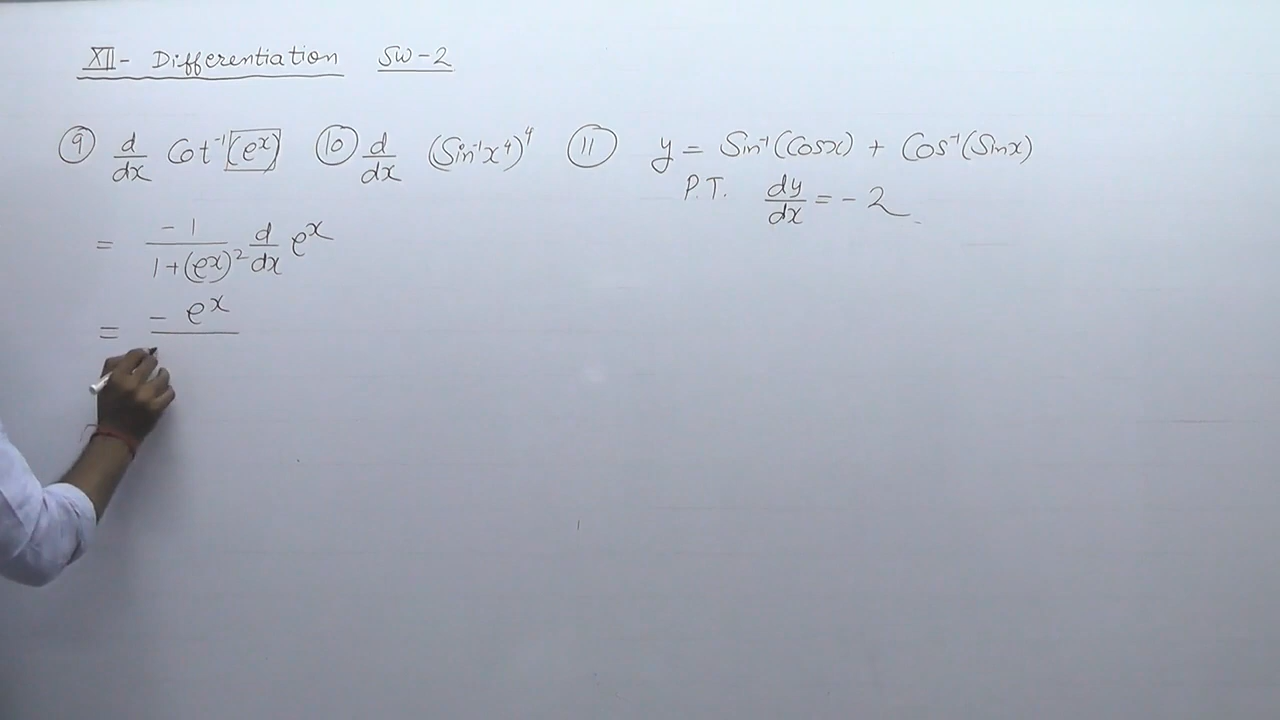 XII- Differentiation SW-2
⑨ d/dx Cot⁻¹(eˣ) ⑩ d/dx (Sin⁻¹x⁴)⁴ ⑪ y = Sin⁻¹(Cosx) + Cos⁻¹(Sinx)
P.T. dy/dx = - 2
= -1/(1+(eˣ)²) d/dx eˣ
= - eˣ